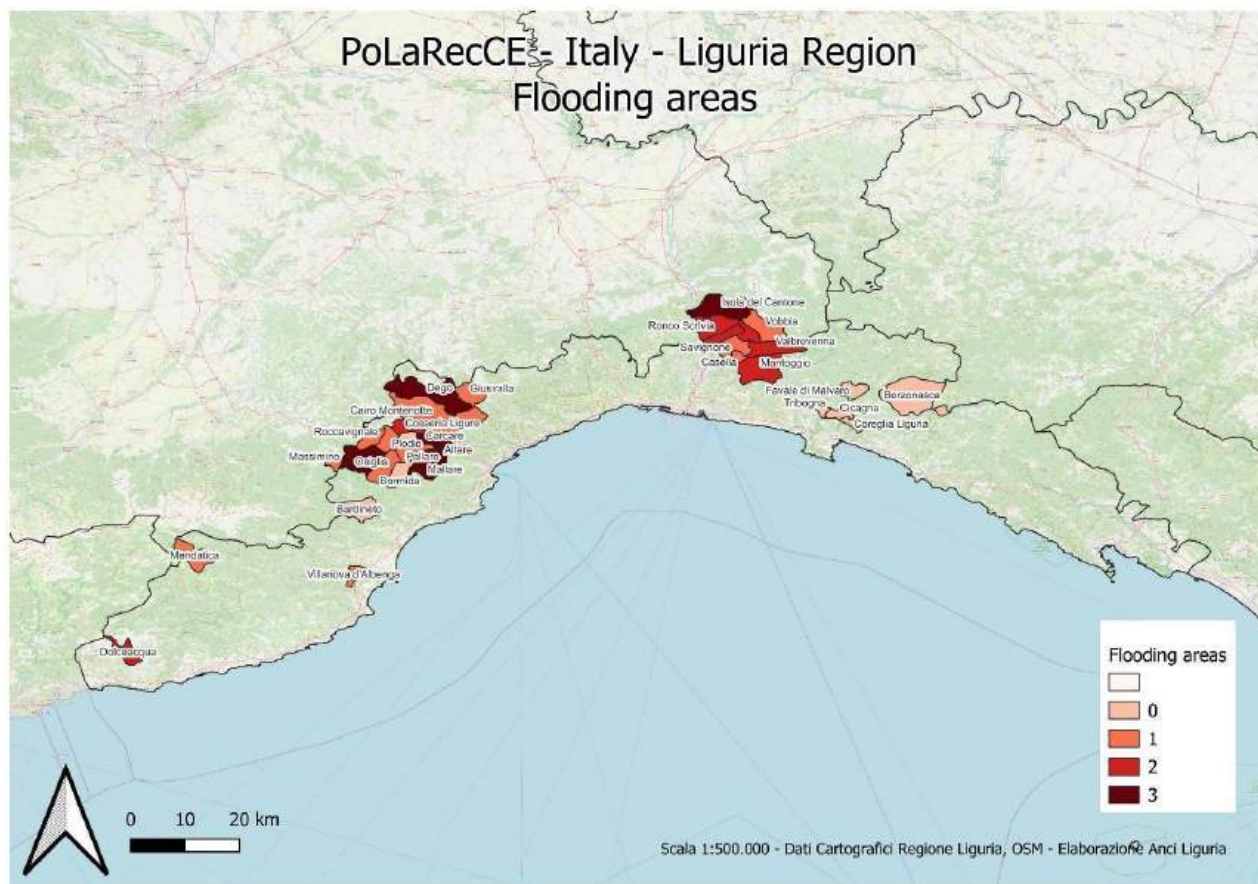 PoLaRecCE - Italy - Liguria Region
Flooding areas
Isola del Cantone
Ronco Scrivia
Vobbia
Savignone
Valbrevenna
Casella
Montoggio
Favale di Malvaro
Tribogna
Borzonasca
Cicagna
Coreglia Ligure
Dego
Giusvalla
Cairo Montenotte
Cosseria Ligure
Roccavignale
Carcare
Plodio
Altare
Massimino
Osiglia
Pallare
Mallare
Bormida
Bardineto
Mendatica
Villanova d'Albenga
Dolceacqua
Flooding areas
0
1
2
3
0 10 20 km
Scala 1:500.000 - Dati Cartografici Regione Liguria, OSM - Elaborazione Anci Liguria